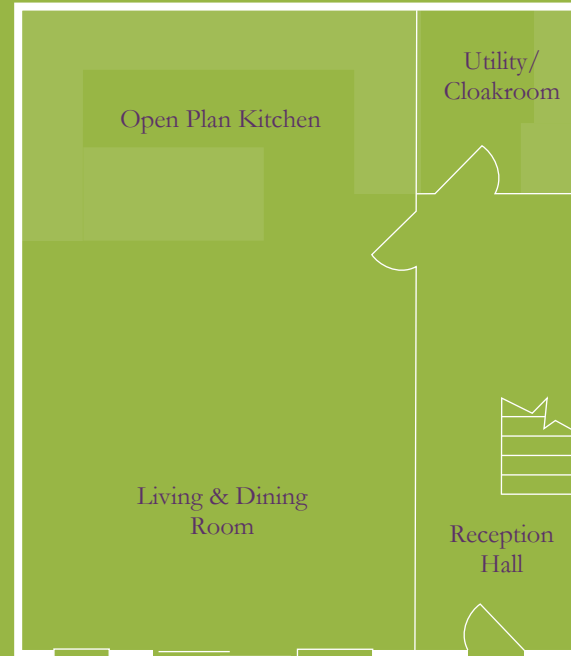 Utility/
Cloakroom
Open Plan Kitchen
Living & Dining
Room
Reception
Hall